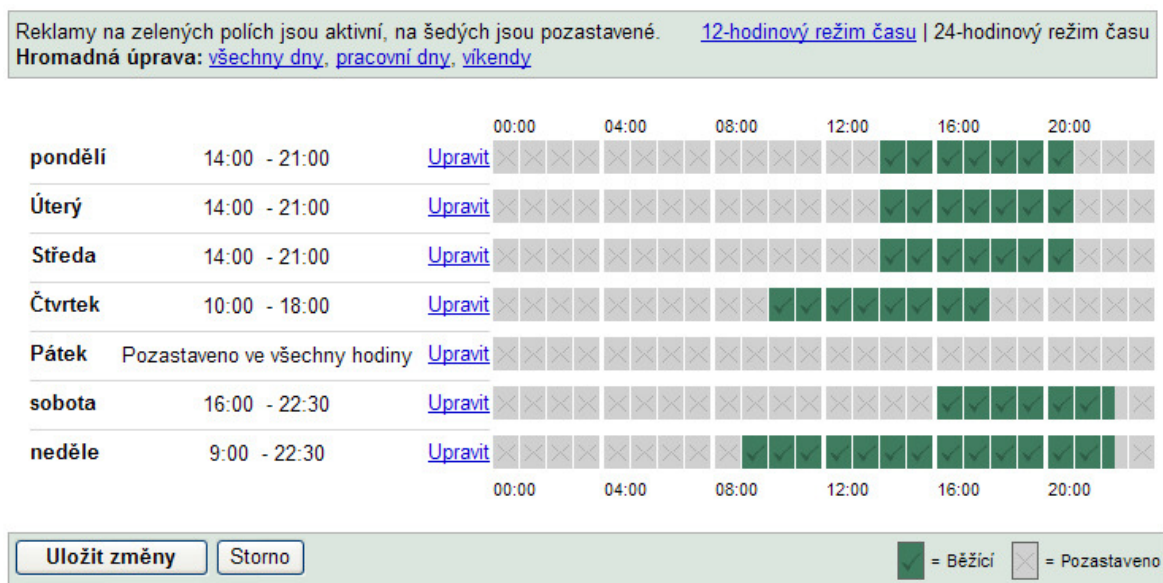 Reklamy na zelených polích jsou aktivní, na šedých jsou pozastavené. 12-hodinový režim času | 24-hodinový režim času
Hromadná úprava: všechny dny, pracovní dny, víkendy
00:00 04:00 08:00 12:00 16:00 20:00
pondělí 14:00 - 21:00 Upravit
Úterý 14:00 - 21:00 Upravit
Středa 14:00 - 21:00 Upravit
Čtvrtek 10:00 - 18:00 Upravit
Pátek Pozastaveno ve všechny hodiny Upravit
sobota 16:00 - 22:30 Upravit
neděle 9:00 - 22:30 Upravit
00:00 04:00 08:00 12:00 16:00 20:00
Uložit změny Storno = Běžící = Pozastaveno